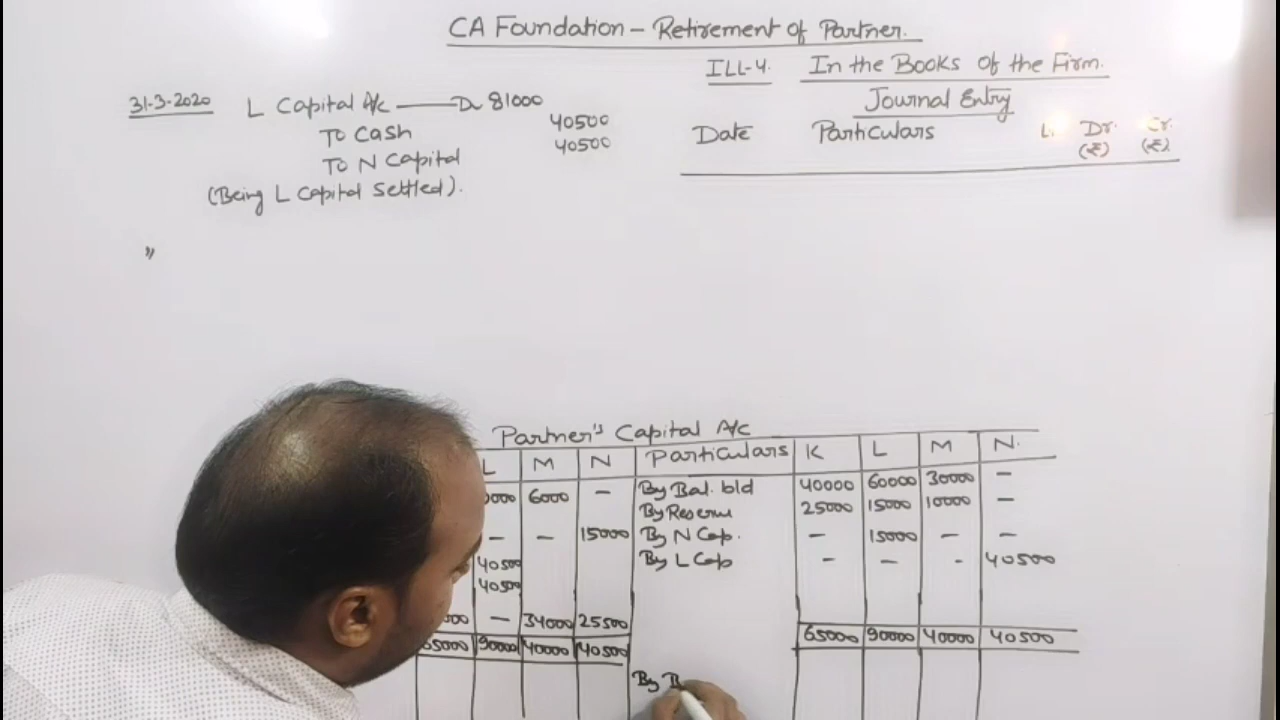 CA Foundation – Retirement of Partner.
ILL-4. In the Books of the Firm.
Journal Entry
Date Particulars L. Dr. (₹) Cr. (₹)
31-3-2020 L Capital A/c —— Dr 81000
To Cash 40500
To N Capital 40500
(Being L Capital Settled).
"
Partner's Capital A/c
L M N Particulars K L M N.
6000 – By Bal. b/d 40000 60000 30000 –
By Reserve 25000 15000 10000 –
– – 15000 By N Cap. – 15000 – –
40500 By L Cap – – - 40500
40500
– 34000 25500
65000 90000 40000 40500 65000 90000 40000 40500
By B